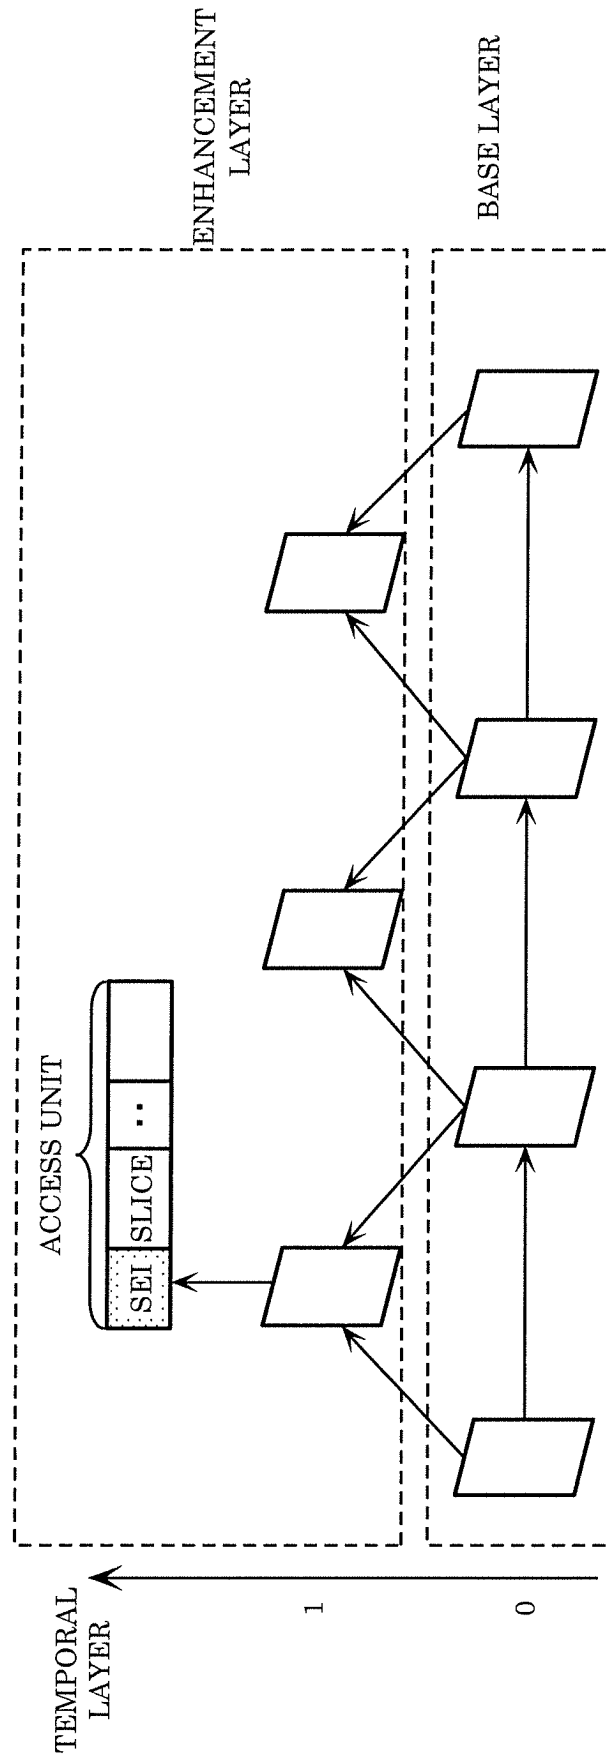 TEMPORAL
LAYER
1
0
ACCESS UNIT
SEI
SLICE
..
ENHANCEMENT
LAYER
BASE LAYER